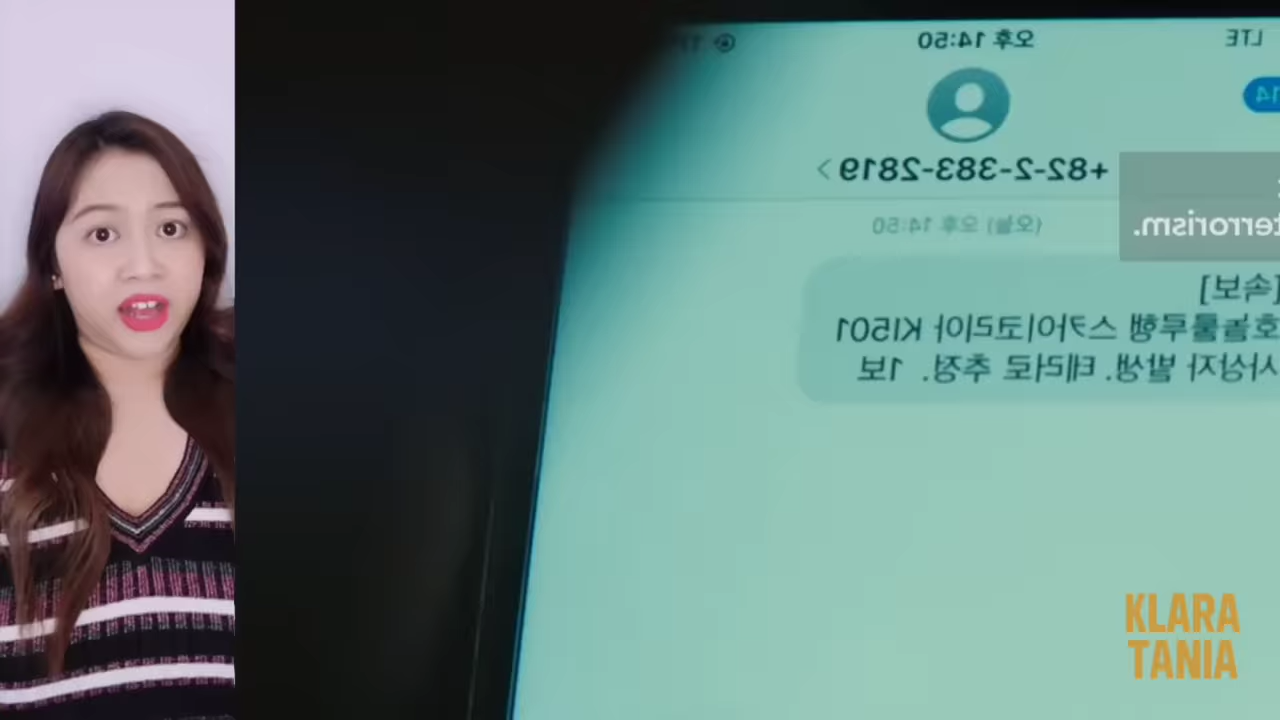 LTE
오후 14:50
14
+82-2-383-2819
terrorism.
(오늘) 오후 14:50
[속보]
호놀룰루행 스카이코리아 KI501
사상자 발생. 테러로 추정. 1보
KLARA
TANIA